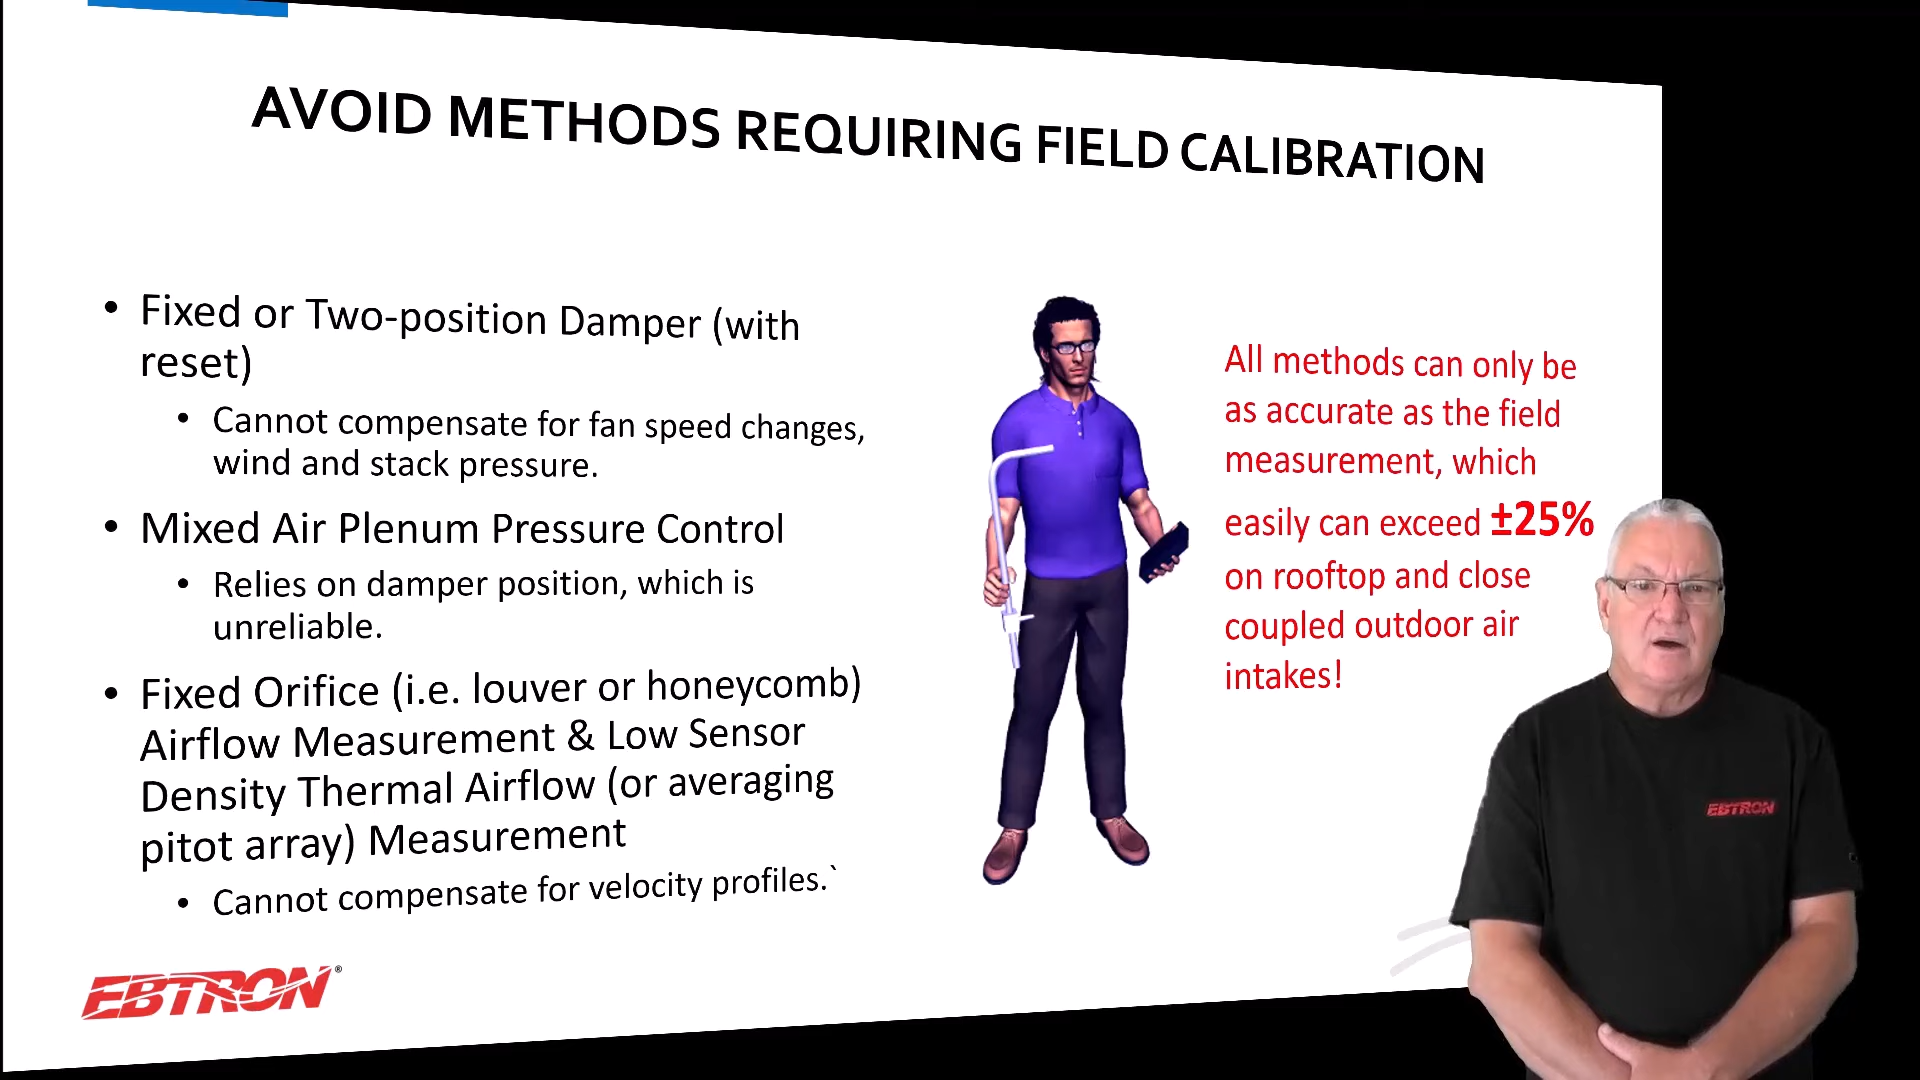 AVOID METHODS REQUIRING FIELD CALIBRATION
• Fixed or Two-position Damper (with
reset)
• Cannot compensate for fan speed changes,
wind and stack pressure.
• Mixed Air Plenum Pressure Control
• Relies on damper position, which is
unreliable.
• Fixed Orifice (i.e. louver or honeycomb)
Airflow Measurement & Low Sensor
Density Thermal Airflow (or averaging
pitot array) Measurement
• Cannot compensate for velocity profiles.`
All methods can only be
as accurate as the field
measurement, which
easily can exceed ±25%
on rooftop and close
coupled outdoor air
intakes!
EBTRON®
EBTRON